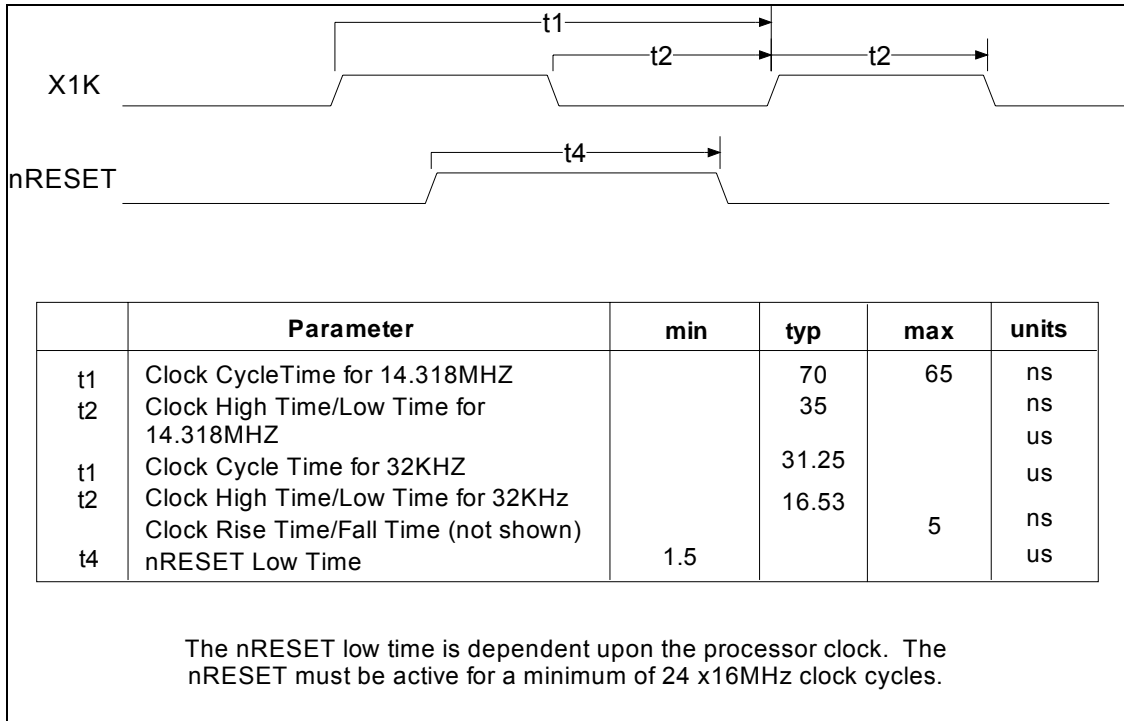 t1
t2 t2
X1K
t4
nRESET
Parameter min typ max units
t1 Clock CycleTime for 14.318MHZ 70 65 ns
t2 Clock High Time/Low Time for 35 ns
14.318MHZ us
t1 Clock Cycle Time for 32KHZ 31.25 us
t2 Clock High Time/Low Time for 32KHz 16.53
Clock Rise Time/Fall Time (not shown) 5 ns
t4 nRESET Low Time 1.5 us
The nRESET low time is dependent upon the processor clock. The
nRESET must be active for a minimum of 24 x16MHz clock cycles.